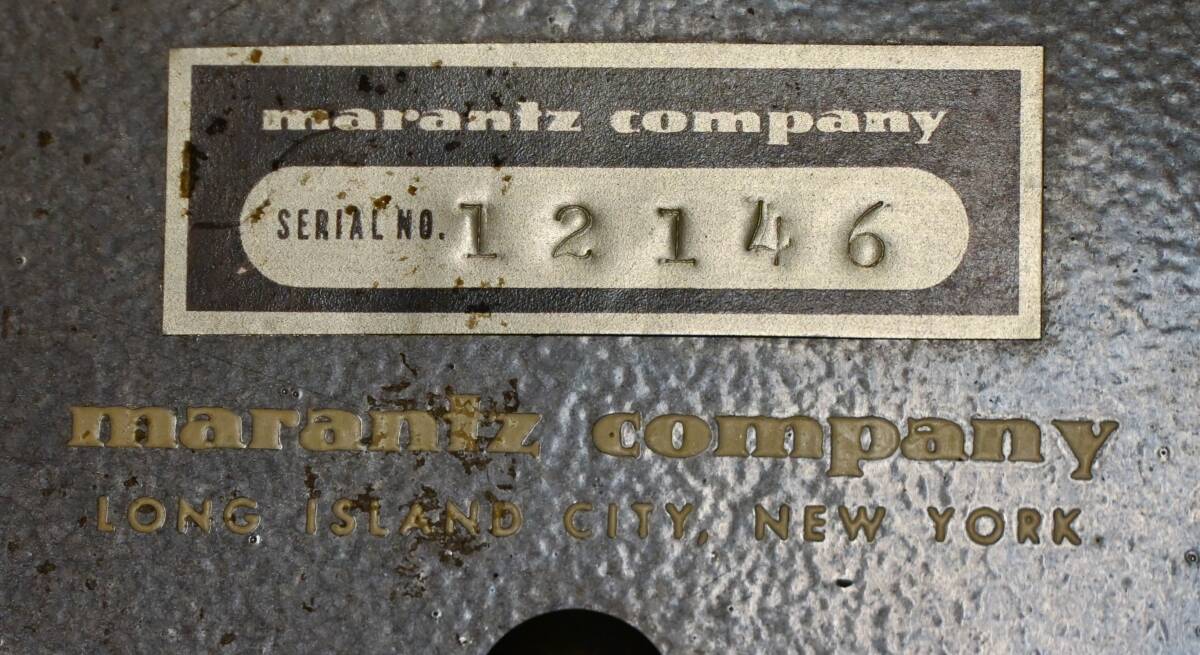 marantz company
SERIAL NO. 12146
marantz company
LONG ISLAND CITY, NEW YORK